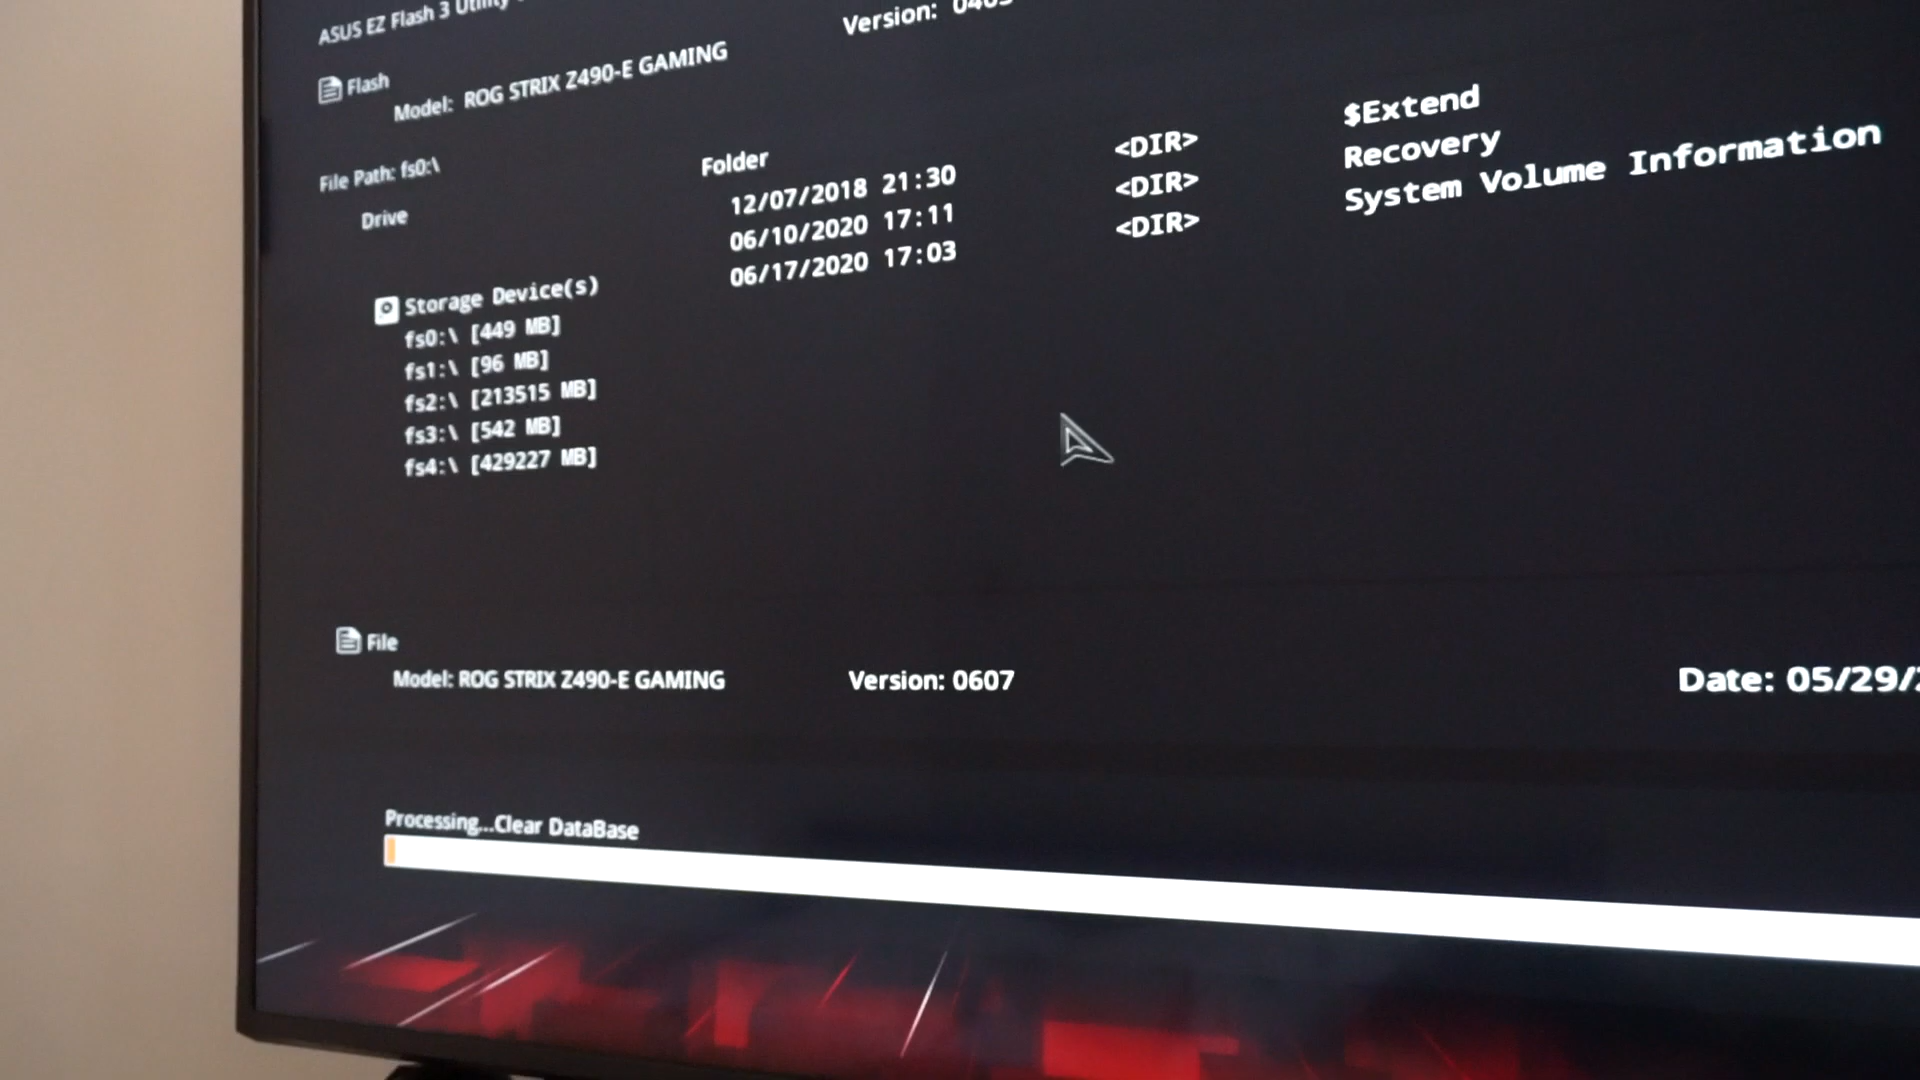 ASUS EZ Flash 3 Utility
Version:
Flash
Model: ROG STRIX Z490-E GAMING
File Path: fs0:\
Drive
Folder
12/07/2018 21:30 <DIR> $Extend
06/10/2020 17:11 <DIR> Recovery
06/17/2020 17:03 <DIR> System Volume Information
Storage Device(s)
fs0:\ [449 MB]
fs1:\ [96 MB]
fs2:\ [213515 MB]
fs3:\ [542 MB]
fs4:\ [429227 MB]
File
Model: ROG STRIX Z490-E GAMING Version: 0607 Date: 05/29/
Processing...Clear DataBase